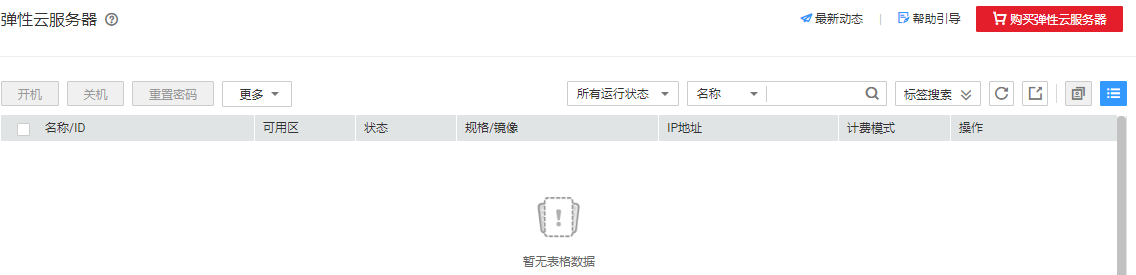 弹性云服务器
最新动态 | 帮助引导 购买弹性云服务器
开机 关机 重置密码 更多 所有运行状态 名称 标签搜索
名称/ID 可用区 状态 规格/镜像 IP地址 计费模式 操作
暂无表格数据